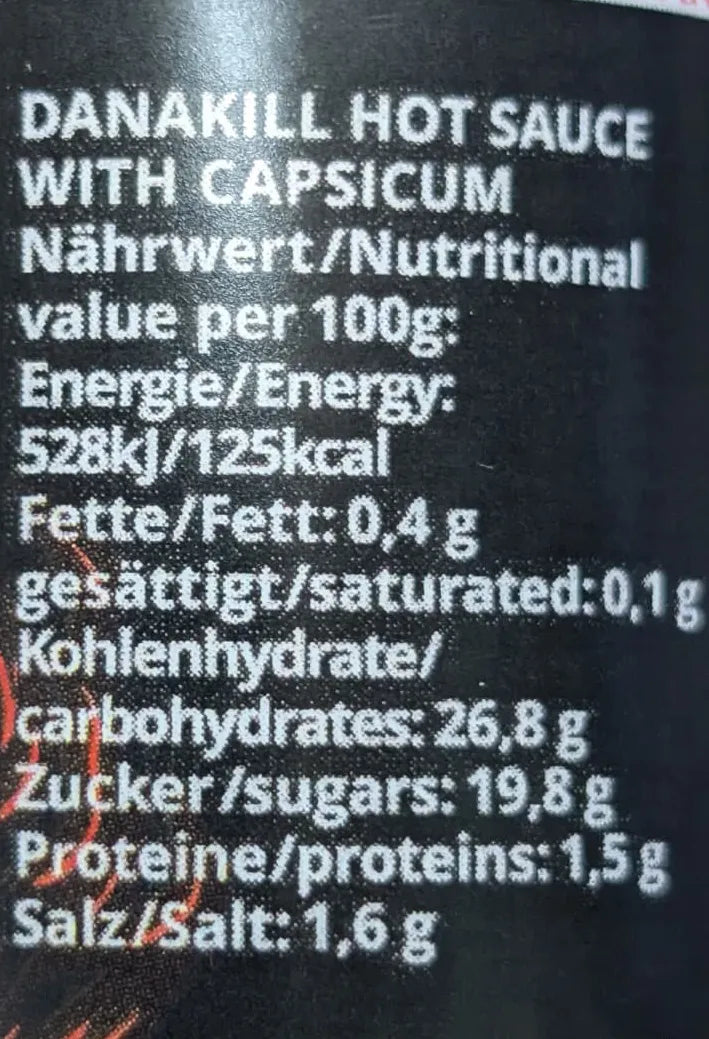 DANAKILL HOT SAUCE
WITH CAPSICUM
Nährwert/Nutritional
value per 100g:
Energie/Energy:
528kJ/125kcal
Fette/Fett: 0,4 g
gesättigt/saturated: 0,1 g
Kohlenhydrate/
carbohydrates: 26,8 g
Zucker/sugars: 19,8 g
Proteine/proteins: 1,5 g
Salz/Salt: 1,6 g